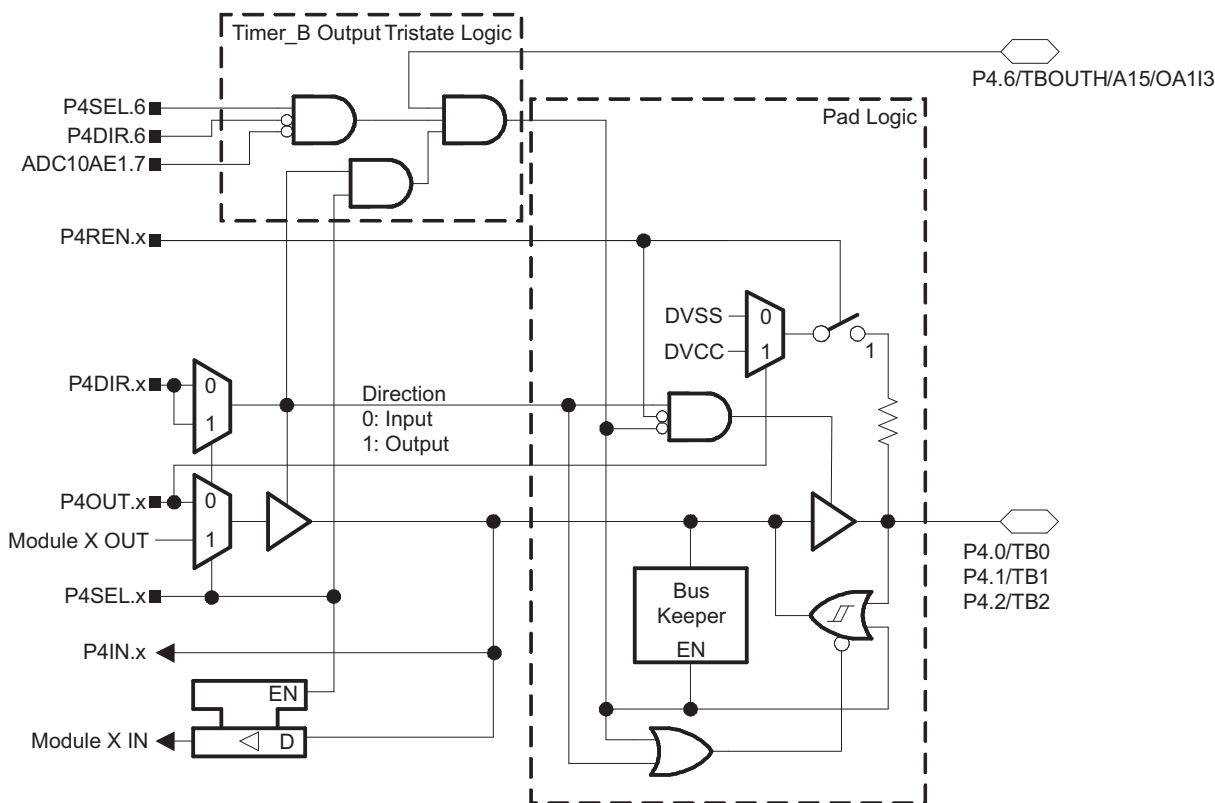 Timer_B Output Tristate Logic
P4.6/TBOUTH/A15/OA1I3
P4SEL.6
P4DIR.6
ADC10AE1.7
Pad Logic
P4REN.x
DVSS
0
DVCC
1
1
P4DIR.x
0
1
Direction
0: Input
1: Output
P4OUT.x
0
Module X OUT
1
P4SEL.x
P4.0/TB0
P4.1/TB1
P4.2/TB2
Bus
Keeper
EN
P4IN.x
EN
Module X IN
D